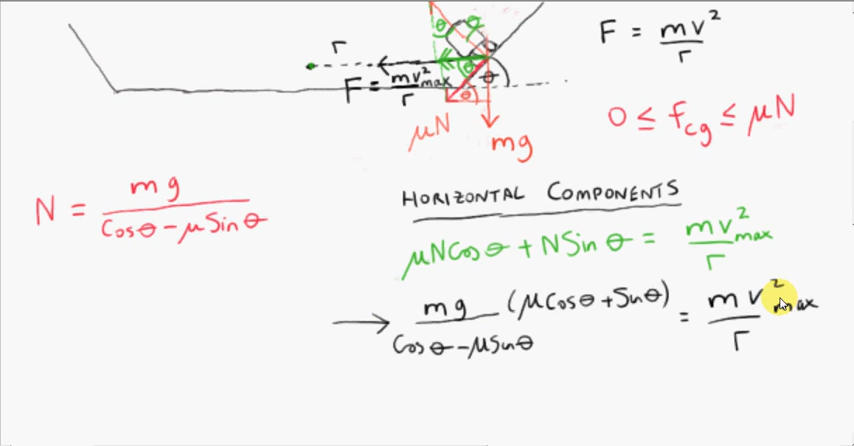 F = mv²/r
r
θ θ
θ θ
F = mv²max/r
θ
μN
mg
0 ≤ fcg ≤ μN
N = mg/(Cosθ - μSinθ)
HORIZONTAL COMPONENTS
μNCosθ + NSinθ = mv²max/r
→ mg/(Cosθ - μSinθ) (μCosθ + Sinθ) = mv²max/r